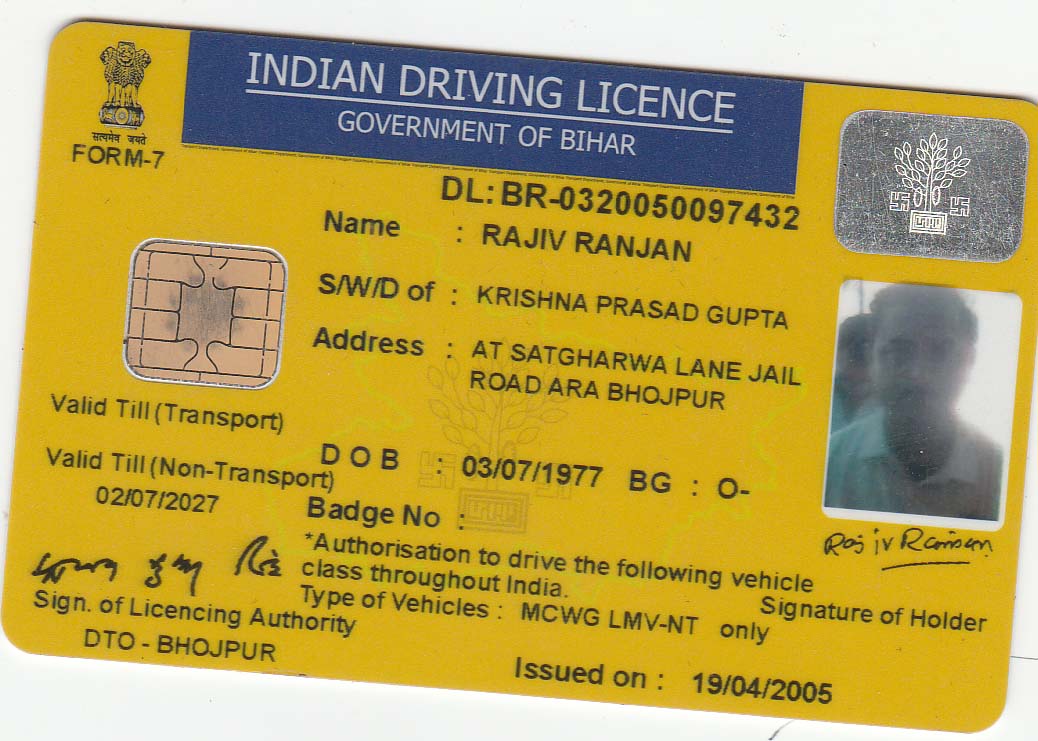 INDIAN DRIVING LICENCE
GOVERNMENT OF BIHAR
सत्यमेव जयते
FORM-7
DL: BR-0320050097432
Name : RAJIV RANJAN
S/W/D of : KRISHNA PRASAD GUPTA
Address : AT SATGHARWA LANE JAIL
ROAD ARA BHOJPUR
Valid Till (Transport)
Valid Till (Non-Transport)
02/07/2027
D O B : 03/07/1977 BG : O-
Badge No :
*Authorisation to drive the following vehicle
class throughout India.
Type of Vehicles : MCWG LMV-NT only
Rajiv Ranjan
Signature of Holder
Sign. of Licencing Authority
DTO - BHOJPUR
Issued on : 19/04/2005